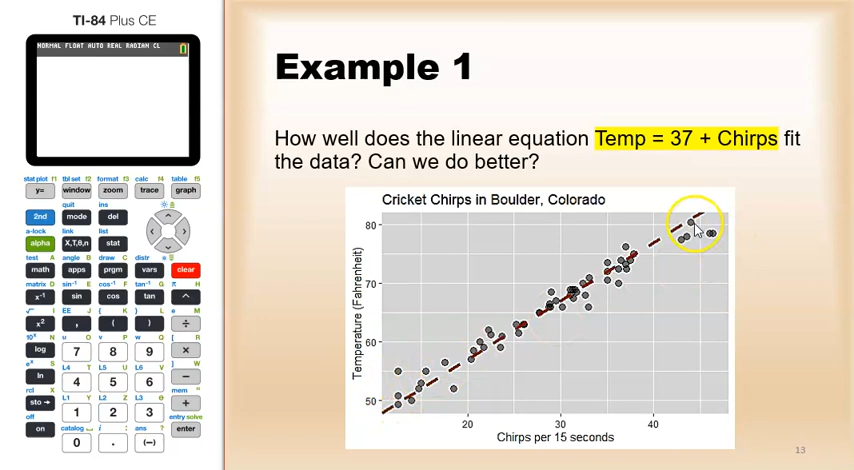 TI-84 Plus CE
NORMAL FLOAT AUTO REAL RADIAN CL
stat plot f1 tbl set f2 format f3 calc f4 table f5
y= window zoom trace graph
quit ins
2nd mode del
a-lock link list
alpha X,T,θ,n stat
test A angle B draw C distr
math apps prgm vars clear
matrix D sin⁻¹ E cos⁻¹ F tan⁻¹ G π H
x⁻¹ sin cos tan ^
√ I EE J { K } L e M
x² , ( ) ÷
10ˣ N u O v P w Q [ R
log 7 8 9 ×
eˣ S L4 T L5 U L6 V ] W
ln 4 5 6 −
rcl X L1 Y L2 Z L3 θ mem "
sto→ 1 2 3 +
off catalog i : ans ? entry solve
on 0 . (−) enter
Example 1
How well does the linear equation Temp = 37 + Chirps fit
the data? Can we do better?
Cricket Chirps in Boulder, Colorado
Temperature (Fahrenheit)
80
70
60
50
20 30 40
Chirps per 15 seconds
13